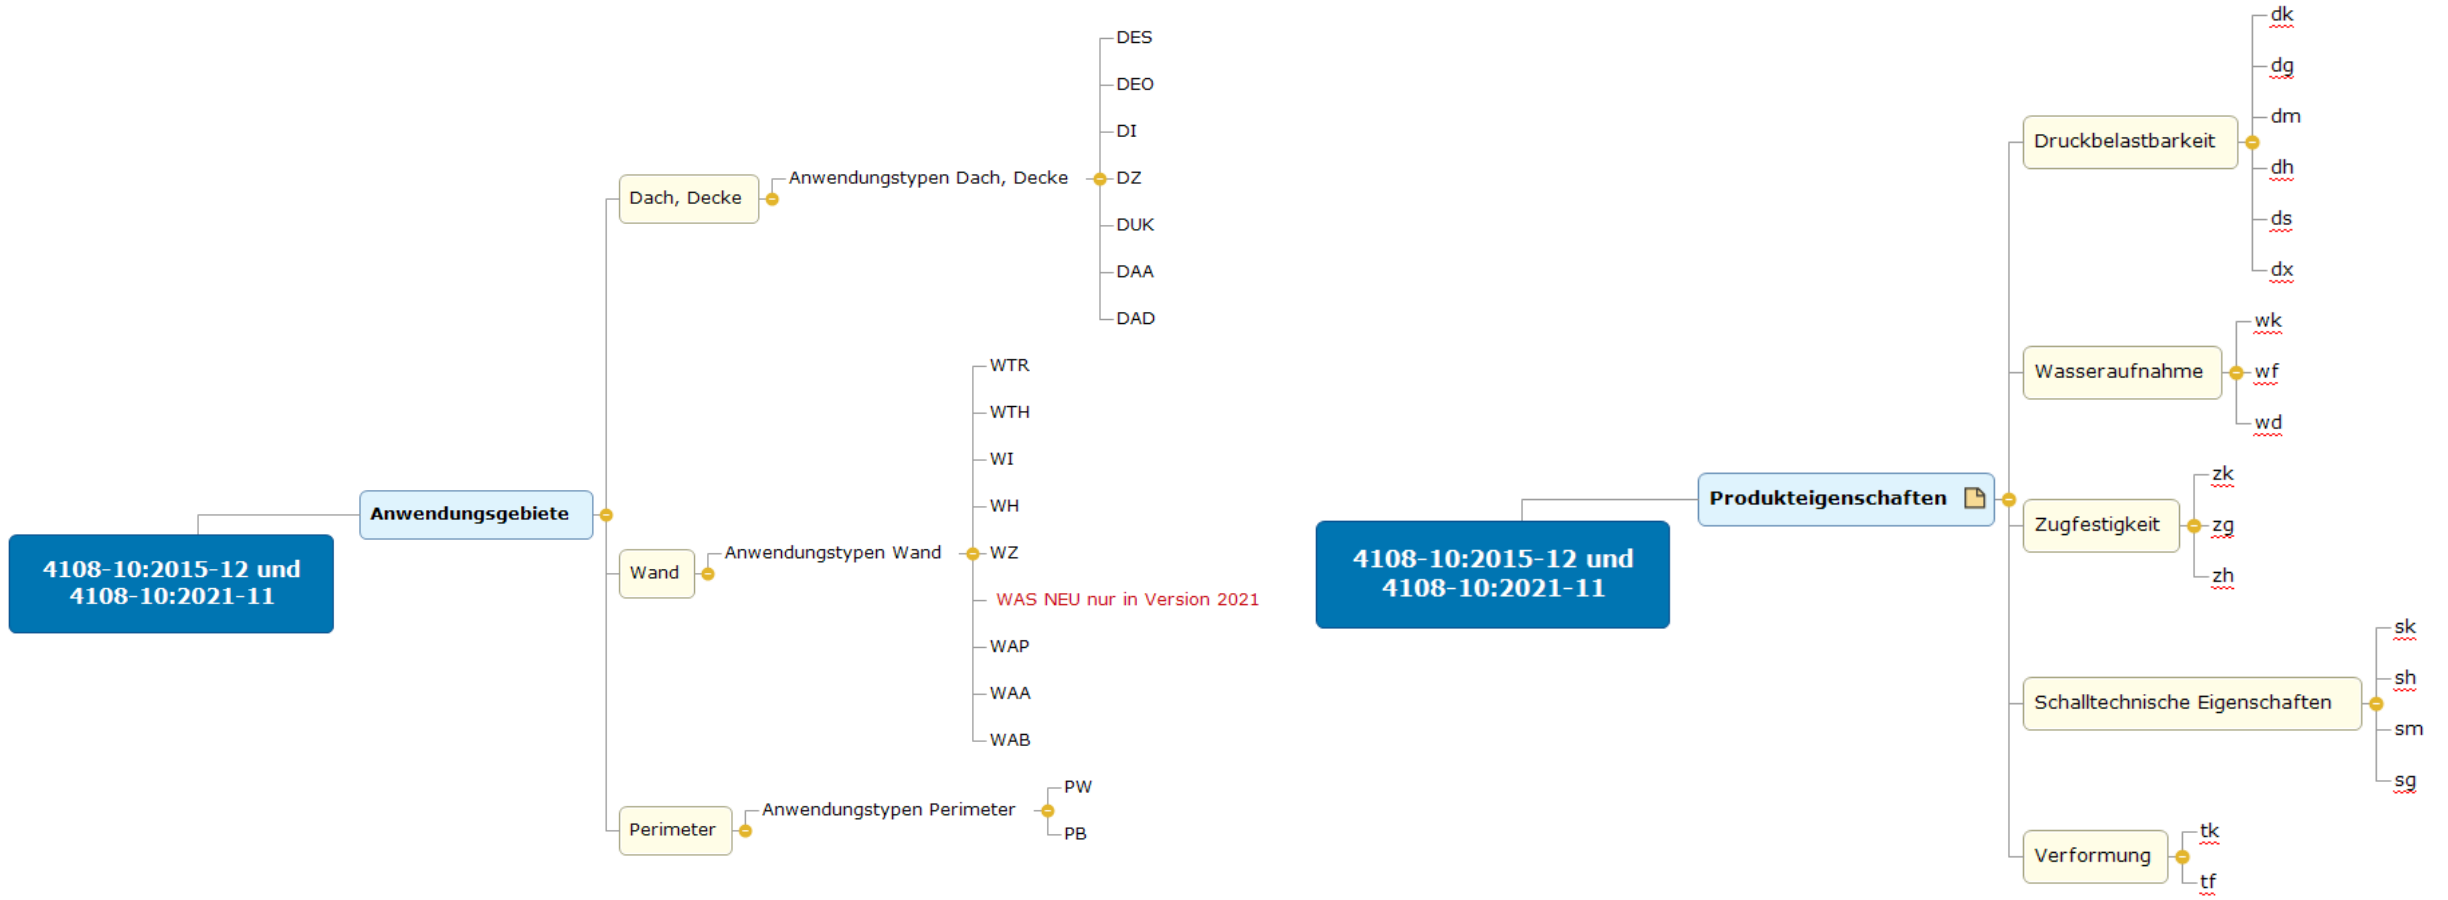 4108-10:2015-12 und
4108-10:2021-11
Anwendungsgebiete
Dach, Decke
Anwendungstypen Dach, Decke
DES
DEO
DI
DZ
DUK
DAA
DAD
Wand
Anwendungstypen Wand
WTR
WTH
WI
WH
WZ
WAS NEU nur in Version 2021
WAP
WAA
WAB
Perimeter
Anwendungstypen Perimeter
PW
PB
4108-10:2015-12 und
4108-10:2021-11
Produkteigenschaften
Druckbelastbarkeit
dk
dg
dm
dh
ds
dx
Wasseraufnahme
wk
wf
wd
Zugfestigkeit
zk
zg
zh
Schalltechnische Eigenschaften
sk
sh
sm
sg
Verformung
tk
tf